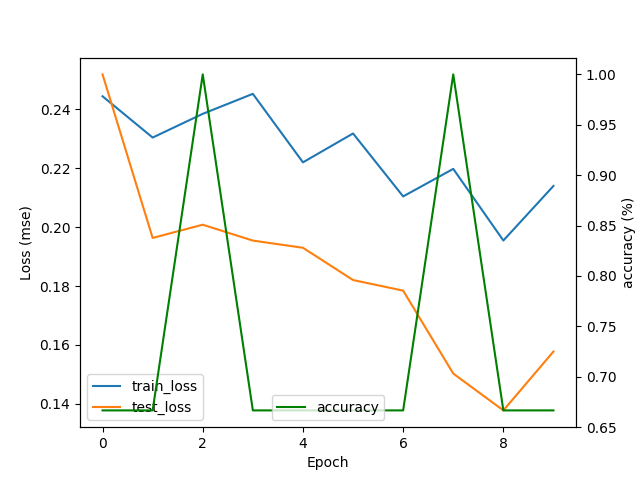 0.24
0.22
0.20
0.18
0.16
0.14
Loss (mse)
1.00
0.95
0.90
0.85
0.80
0.75
0.70
0.65
accuracy (%)
train_loss
test_loss
accuracy
0 2 4 6 8
Epoch